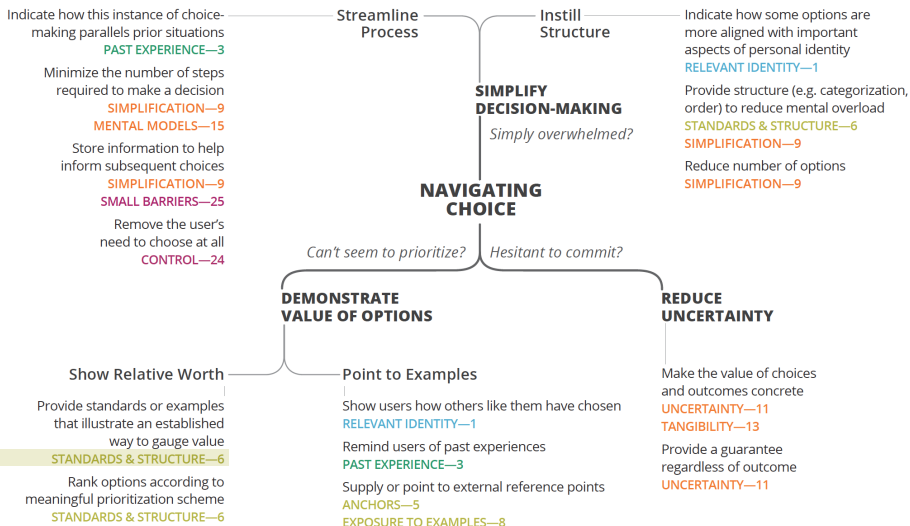 Indicate how this instance of choice-
making parallels prior situations
PAST EXPERIENCE—3
Minimize the number of steps
required to make a decision
SIMPLIFICATION—9
MENTAL MODELS—15
Store information to help
inform subsequent choices
SIMPLIFICATION—9
SMALL BARRIERS—25
Remove the user’s
need to choose at all
CONTROL—24
Streamline
Process
Instill
Structure
Indicate how some options are
more aligned with important
aspects of personal identity
RELEVANT IDENTITY—1
Provide structure (e.g. categorization,
order) to reduce mental overload
STANDARDS & STRUCTURE—6
SIMPLIFICATION—9
Reduce number of options
SIMPLIFICATION—9
SIMPLIFY
DECISION-MAKING
Simply overwhelmed?
NAVIGATING
CHOICE
Can’t seem to prioritize?
Hesitant to commit?
DEMONSTRATE
VALUE OF OPTIONS
REDUCE
UNCERTAINTY
Show Relative Worth
Provide standards or examples
that illustrate an established
way to gauge value
STANDARDS & STRUCTURE—6
Rank options according to
meaningful prioritization scheme
STANDARDS & STRUCTURE—6
Point to Examples
Show users how others like them have chosen
RELEVANT IDENTITY—1
Remind users of past experiences
PAST EXPERIENCE—3
Supply or point to external reference points
ANCHORS—5
EXPOSURE TO EXAMPLES—8
Make the value of choices
and outcomes concrete
UNCERTAINTY—11
TANGIBILITY—13
Provide a guarantee
regardless of outcome
UNCERTAINTY—11